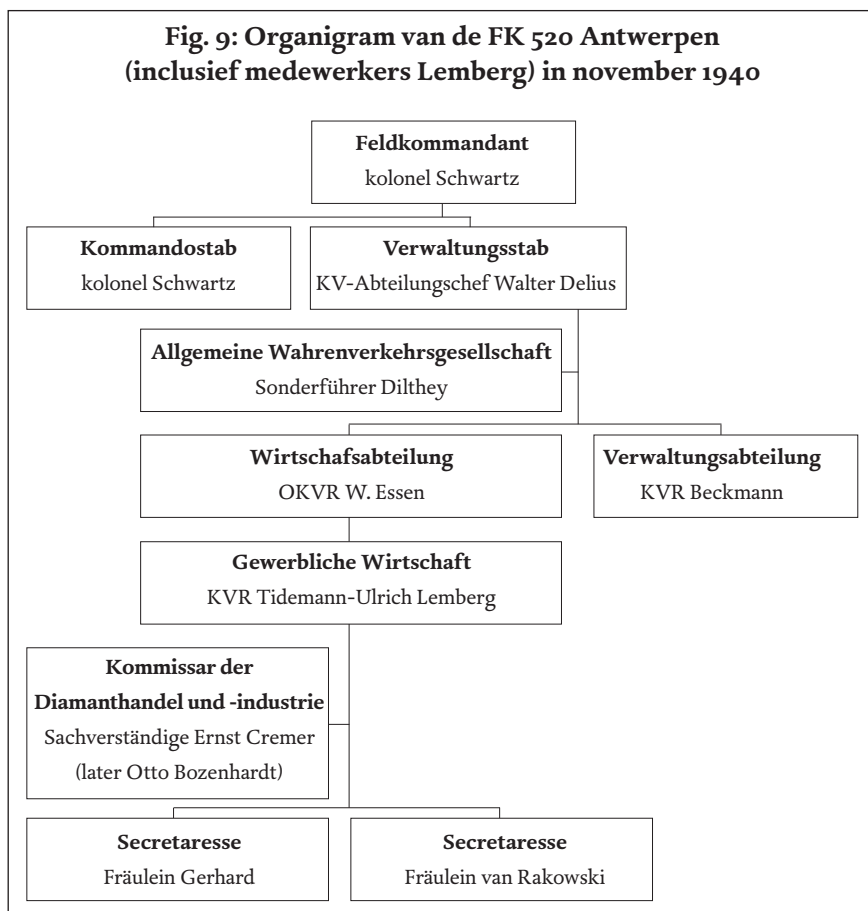 Fig. 9: Organigram van de FK 520 Antwerpen
(inclusief medewerkers Lemberg) in november 1940
Feldkommandant
kolonel Schwartz
Kommandostab
kolonel Schwartz
Verwaltungsstab
KV-Abteilungschef Walter Delius
Allgemeine Wahrenverkehrsgesellschaft
Sonderführer Dilthey
Wirtschafsabteilung
OKVR W. Essen
Verwaltungsabteilung
KVR Beckmann
Gewerbliche Wirtschaft
KVR Tidemann-Ulrich Lemberg
Kommissar der
Diamanthandel und -industrie
Sachverständige Ernst Cremer
(later Otto Bozenhardt)
Secretaresse
Fräulein Gerhard
Secretaresse
Fräulein van Rakowski